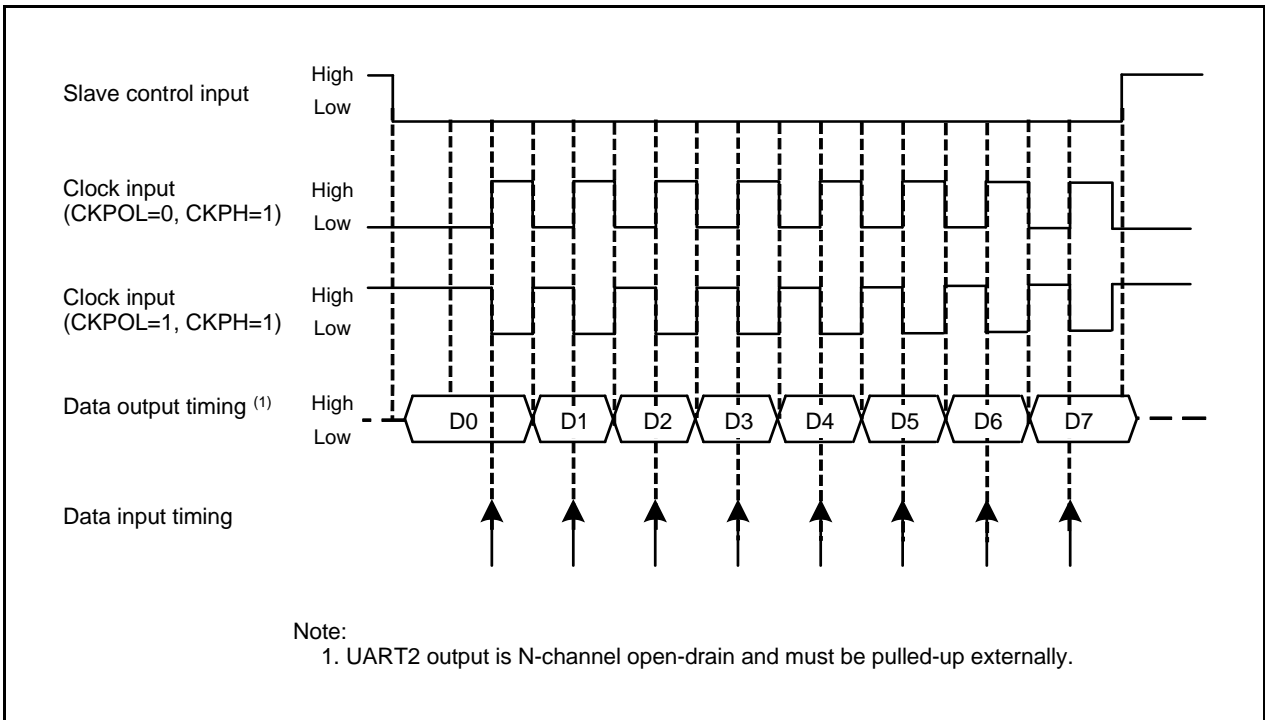 Slave control input
High
Low
Clock input
(CKPOL=0, CKPH=1)
High
Low
Clock input
(CKPOL=1, CKPH=1)
High
Low
Data output timing (1)
High
Low
D0 D1 D2 D3 D4 D5 D6 D7
Data input timing
Note:
1. UART2 output is N-channel open-drain and must be pulled-up externally.